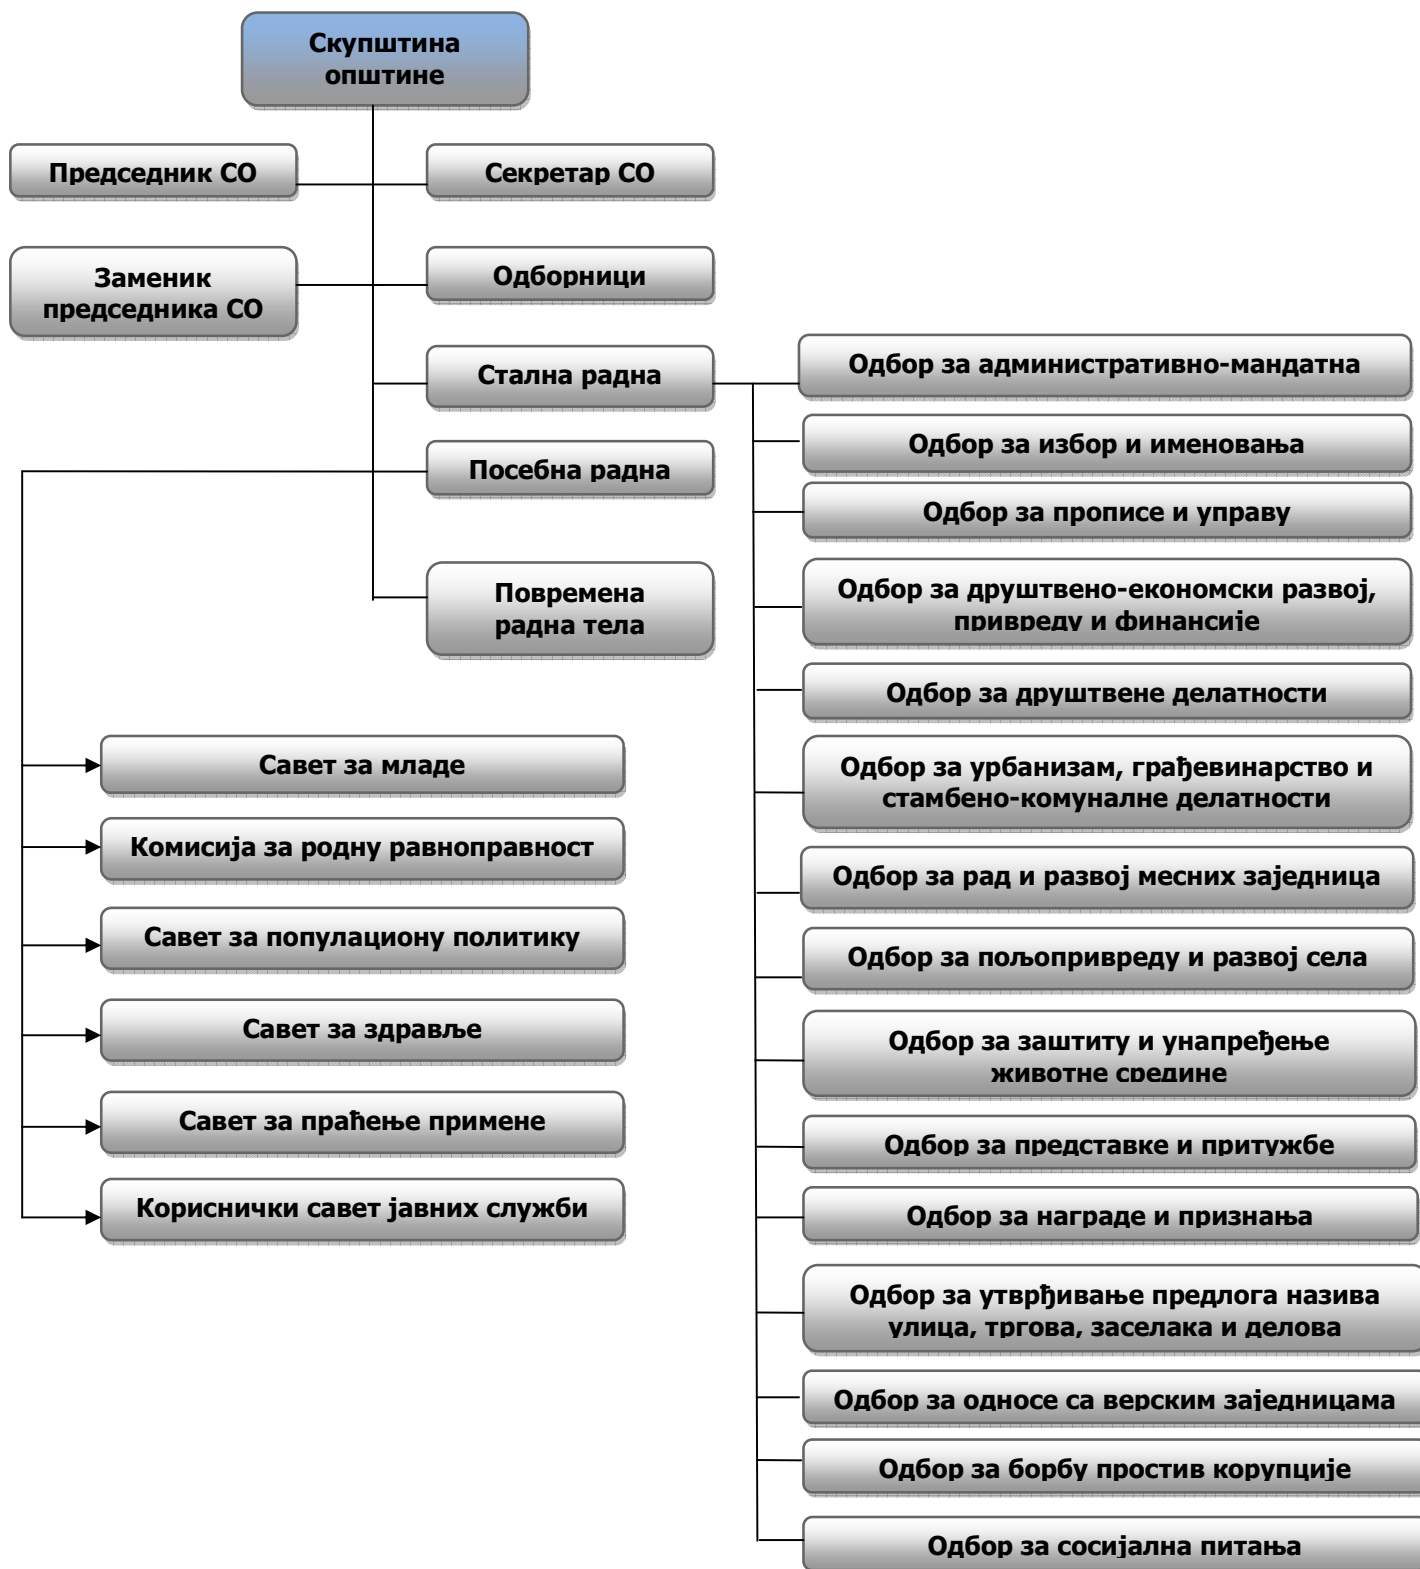 Скупштина
општине
Председник СО
Секретар СО
Заменик
председника СО
Одборници
Стална радна
Посебна радна
Повремена
радна тела
Одбор за административно-мандатна
Одбор за избор и именовања
Одбор за прописе и управу
Одбор за друштвено-економски развој,
привреду и финансије
Одбор за друштвене делатности
Одбор за урбанизам, грађевинарство и
стамбено-комуналне делатности
Одбор за рад и развој месних заједница
Одбор за пољопривреду и развој села
Одбор за заштиту и унапређење
животне средине
Одбор за представке и притужбе
Одбор за награде и признања
Одбор за утврђивање предлога назива
улица, тргова, заселака и делова
Одбор за односе са верским заједницама
Одбор за борбу простив корупције
Одбор за сосијална питања
Савет за младе
Комисија за родну равноправност
Савет за популациону политику
Савет за здравље
Савет за праћење примене
Кориснички савет јавних служби